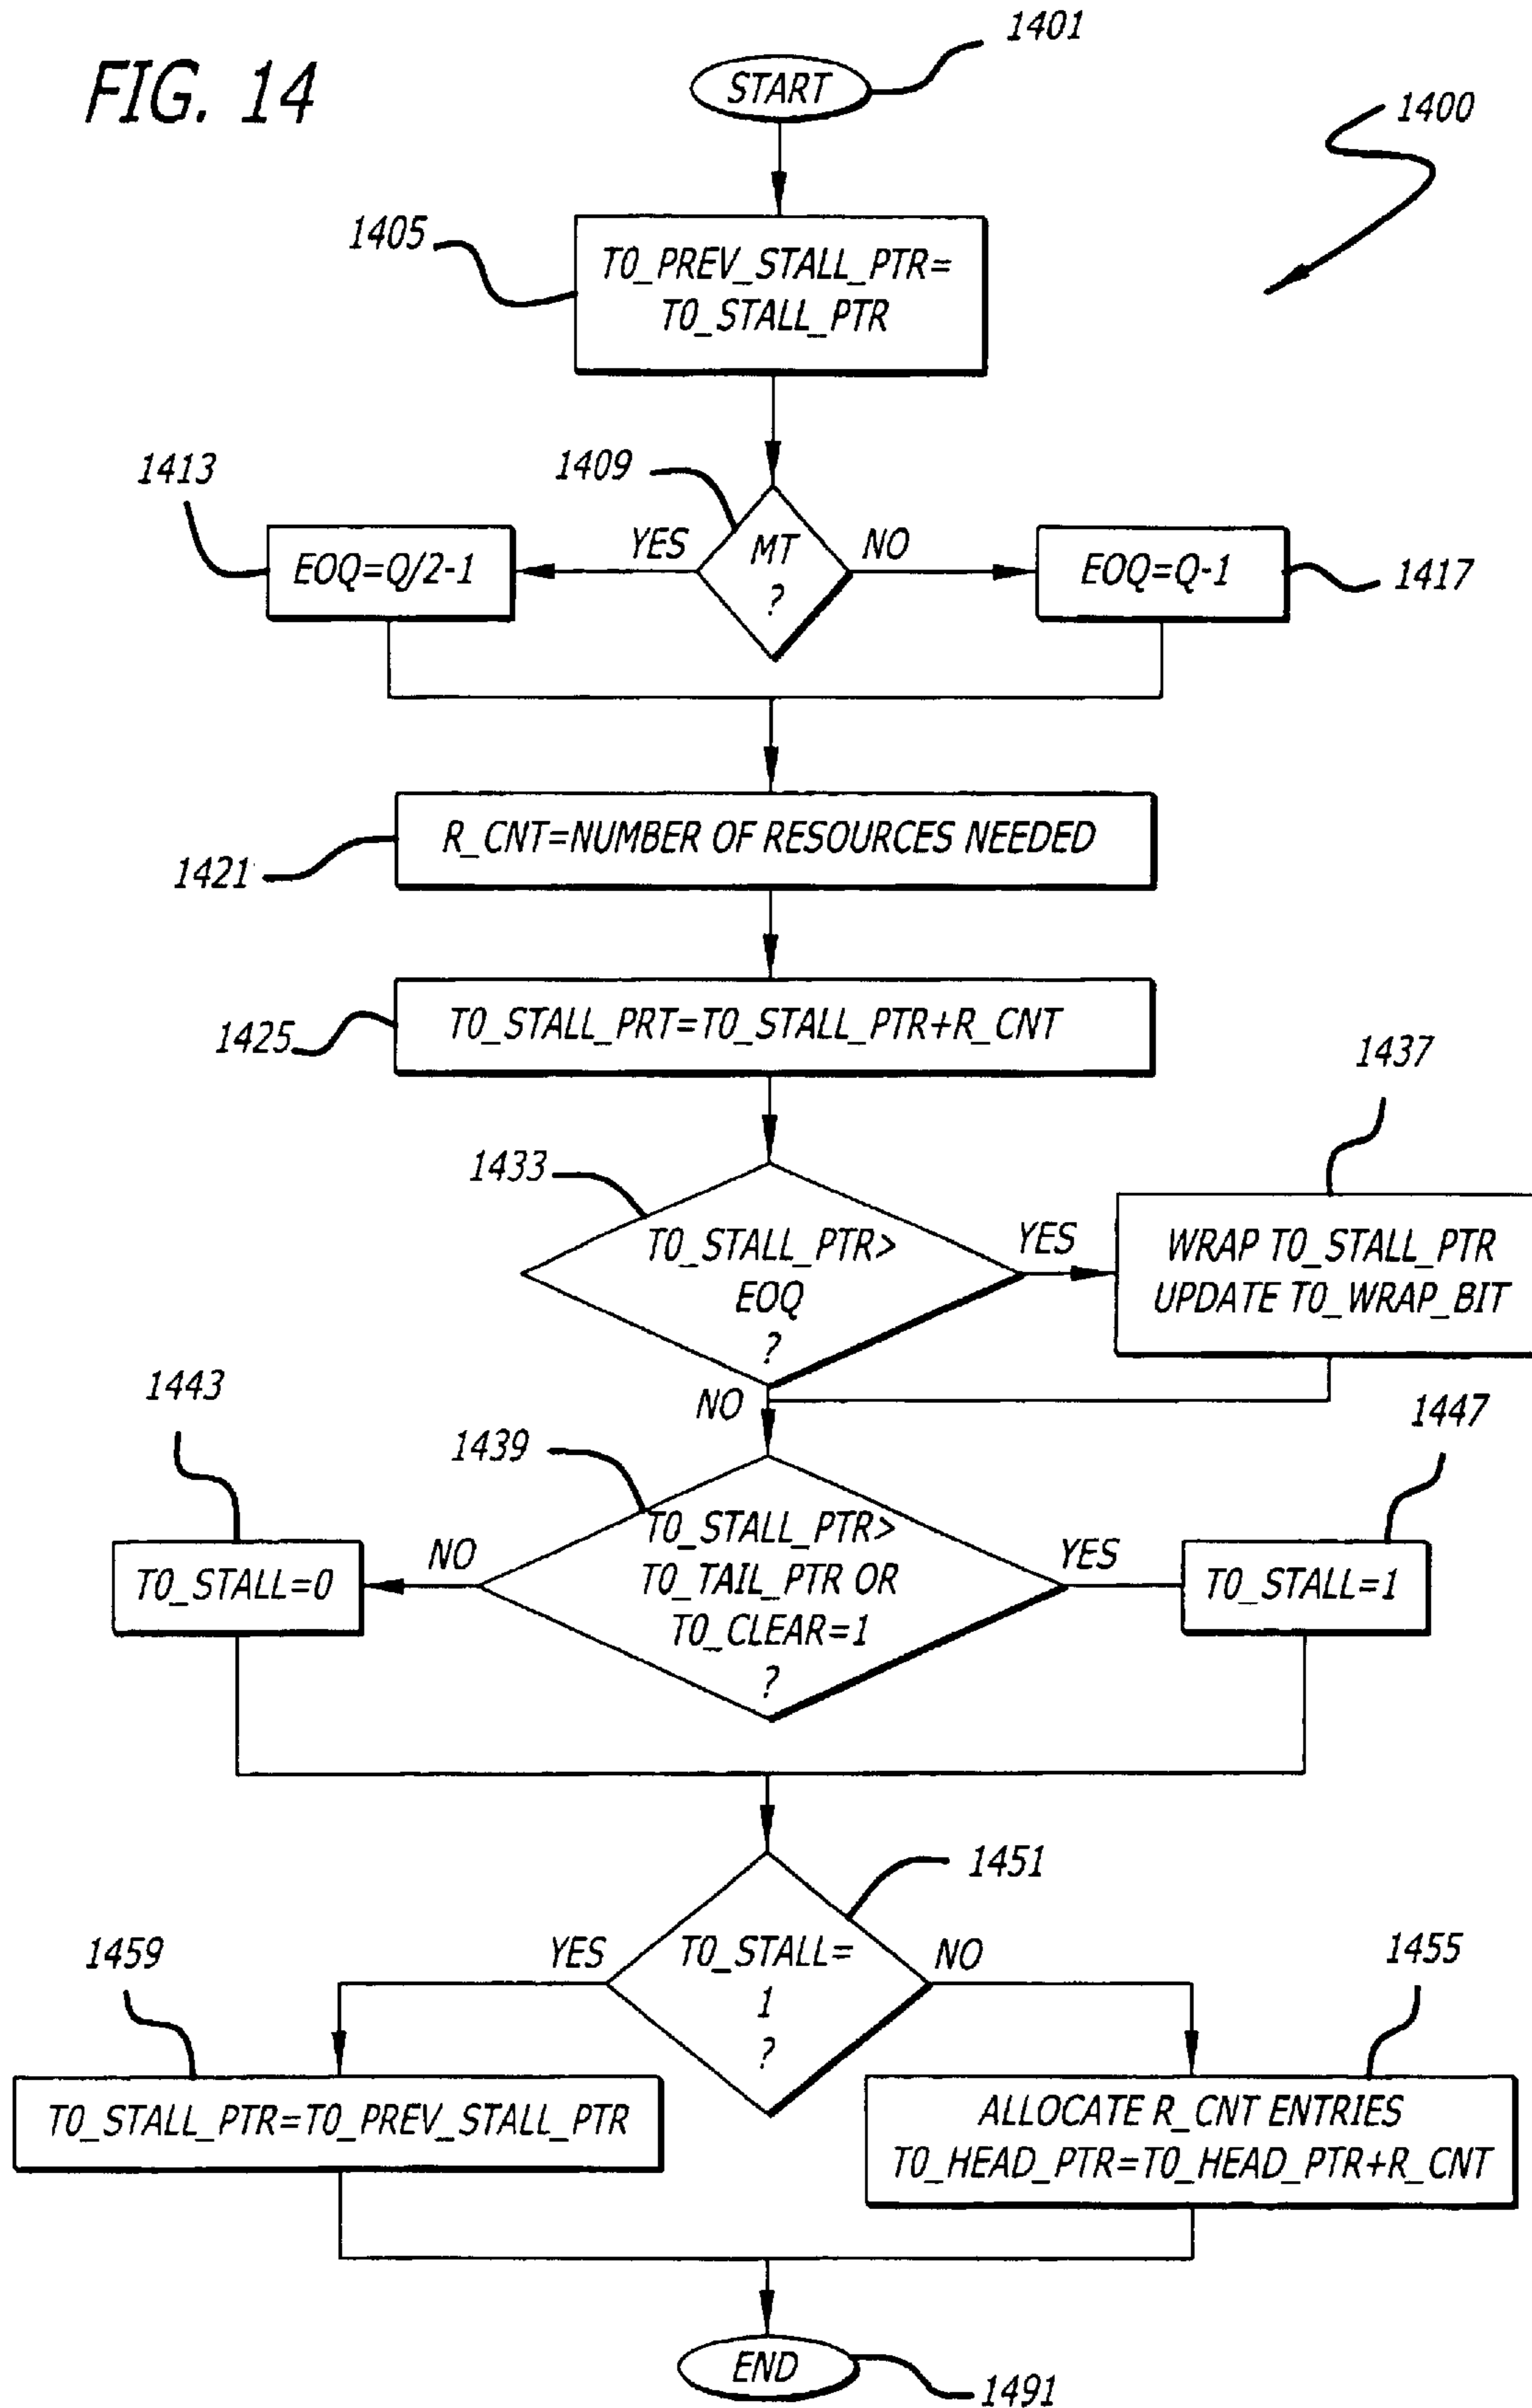 FIG. 14
START
1401
1400
1405
T0_PREV_STALL_PTR=
T0_STALL_PTR
1413
1409
EOQ=Q/2-1
YES
MT
?
NO
EOQ=Q-1
1417
R_CNT=NUMBER OF RESOURCES NEEDED
1421
T0_STALL_PRT=T0_STALL_PTR+R_CNT
1425
1437
1433
T0_STALL_PTR>
EOQ
?
YES
WRAP T0_STALL_PTR
UPDATE T0_WRAP_BIT
NO
1443
1439
1447
T0_STALL=0
NO
T0_STALL_PTR>
T0_TAIL_PTR OR
T0_CLEAR=1
?
YES
T0_STALL=1
1451
1459
YES
T0_STALL=
1
?
NO
1455
T0_STALL_PTR=T0_PREV_STALL_PTR
ALLOCATE R_CNT ENTRIES
T0_HEAD_PTR=T0_HEAD_PTR+R_CNT
END
1491